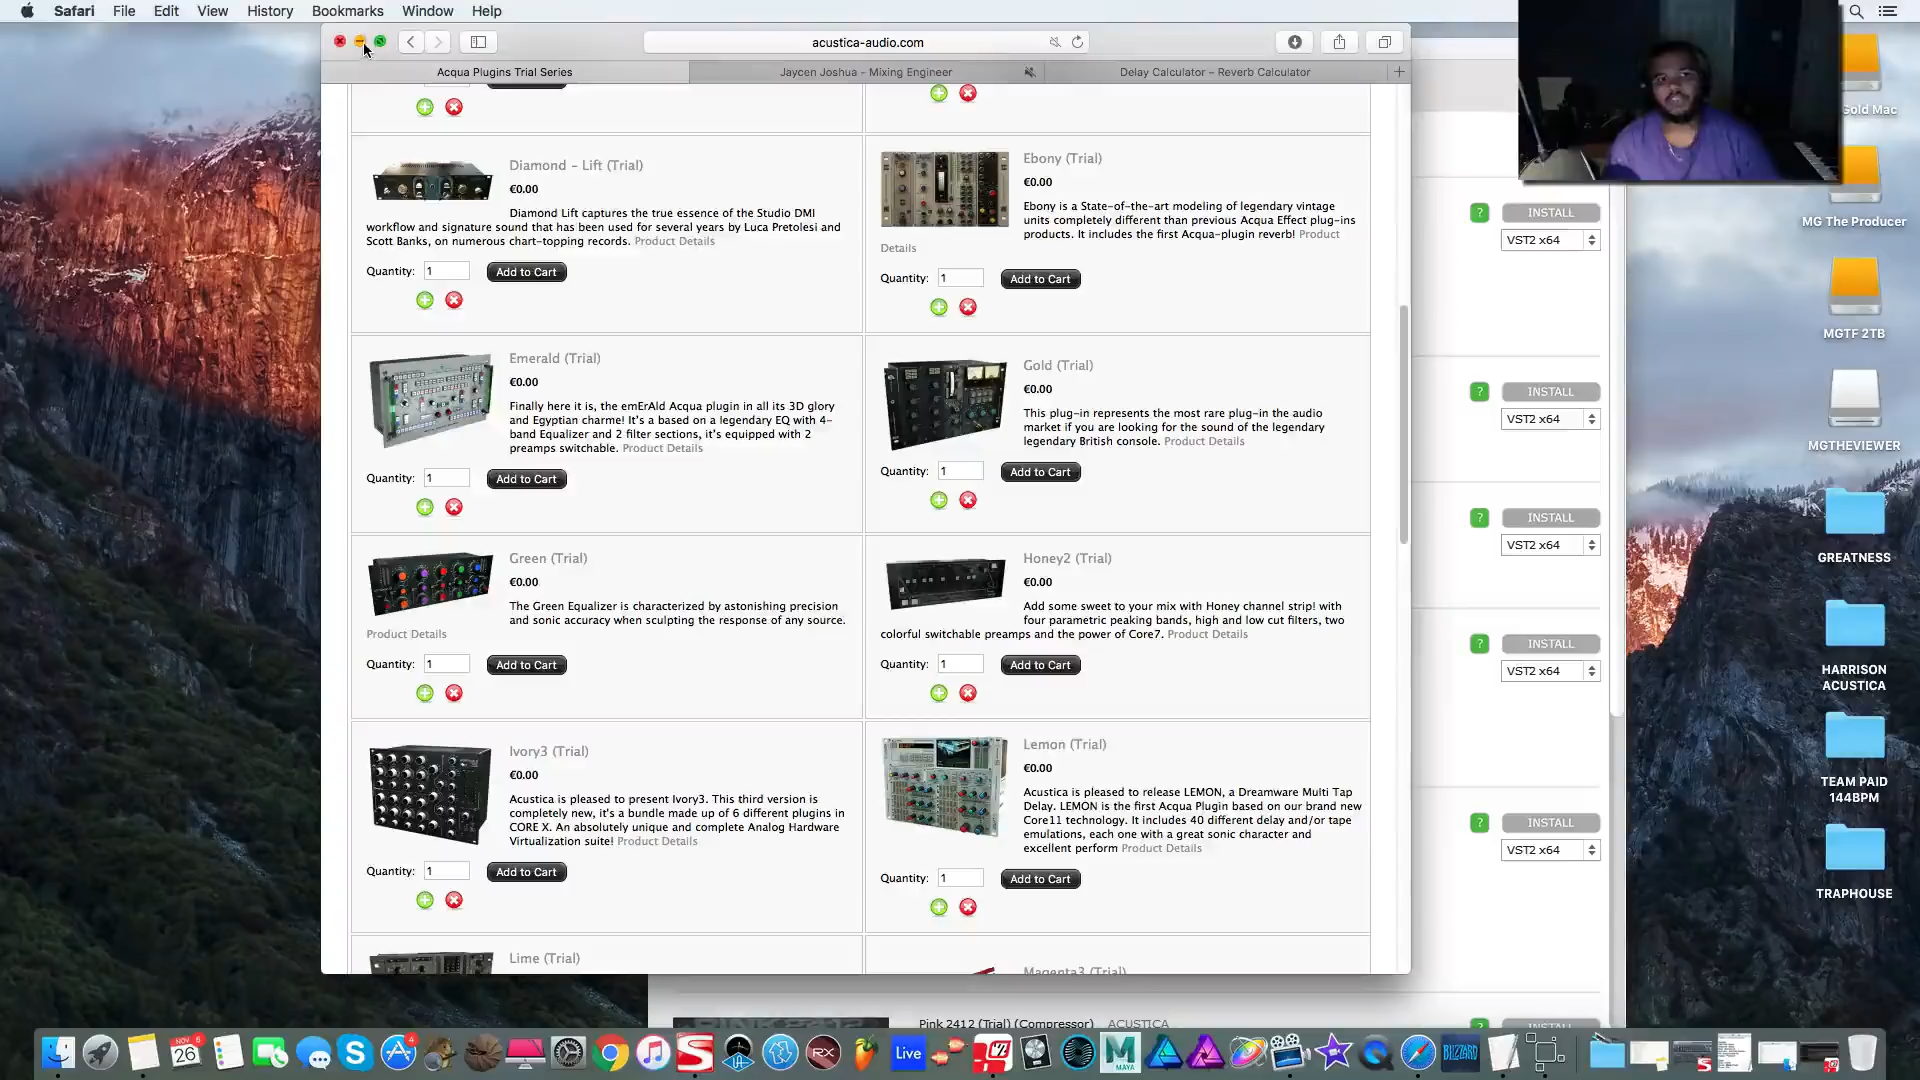 Safari File Edit View History Bookmarks Window Help
acustica-audio.com
Acqua Plugins Trial Series
Jaycen Joshua - Mixing Engineer
Delay Calculator – Reverb Calculator
Diamond - Lift (Trial)
€0.00
Diamond Lift captures the true essence of the Studio DMI
workflow and signature sound that has been used for several years by Luca Pretolesi and
Scott Banks, on numerous chart-topping records. Product Details
Quantity: 1 Add to Cart
Ebony (Trial)
€0.00
Ebony is a State-of-the-art modeling of legendary vintage
units completely different than previous Acqua Effect plug-ins
products. It includes the first Acqua-plugin reverb! Product
Details
Quantity: 1 Add to Cart
Emerald (Trial)
€0.00
Finally here it is, the emErAld Acqua plugin in all its 3D glory
and Egyptian charme! It's a based on a legendary EQ with 4-
band Equalizer and 2 filter sections, it's equipped with 2
preamps switchable. Product Details
Quantity: 1 Add to Cart
Gold (Trial)
€0.00
This plug-in represents the most rare plug-in the audio
market if you are looking for the sound of the legendary
legendary British console. Product Details
Quantity: 1 Add to Cart
Green (Trial)
€0.00
The Green Equalizer is characterized by astonishing precision
and sonic accuracy when sculpting the response of any source.
Product Details
Quantity: 1 Add to Cart
Honey2 (Trial)
€0.00
Add some sweet to your mix with Honey channel strip! with
four parametric peaking bands, high and low cut filters, two
colorful switchable preamps and the power of Core7. Product Details
Quantity: 1 Add to Cart
Ivory3 (Trial)
€0.00
Acustica is pleased to present Ivory3. This third version is
completely new, it's a bundle made up of 6 different plugins in
CORE X. An absolutely unique and complete Analog Hardware
Virtualization suite! Product Details
Quantity: 1 Add to Cart
Lemon (Trial)
€0.00
Acustica is pleased to release LEMON, a Dreamware Multi Tap
Delay. LEMON is the first Acqua Plugin based on our brand new
Core11 technology. It includes 40 different delay and/or tape
emulations, each one with a great sonic character and
excellent perform Product Details
Quantity: 1 Add to Cart
Lime (Trial)
Magenta3 (Trial)
? INSTALL
VST2 x64
? INSTALL
VST2 x64
? INSTALL
VST2 x64
? INSTALL
VST2 x64
? INSTALL
VST2 x64
Pink 2412 (Trial) (Compressor) ACUSTICA
? INSTALL
Gold Mac
MG The Producer
MGTF 2TB
MGTHEVIEWER
GREATNESS
HARRISON
ACUSTICA
TEAM PAID
144BPM
TRAPHOUSE
NOV
26
4
RX
Live
MAYA
BLIZZARD